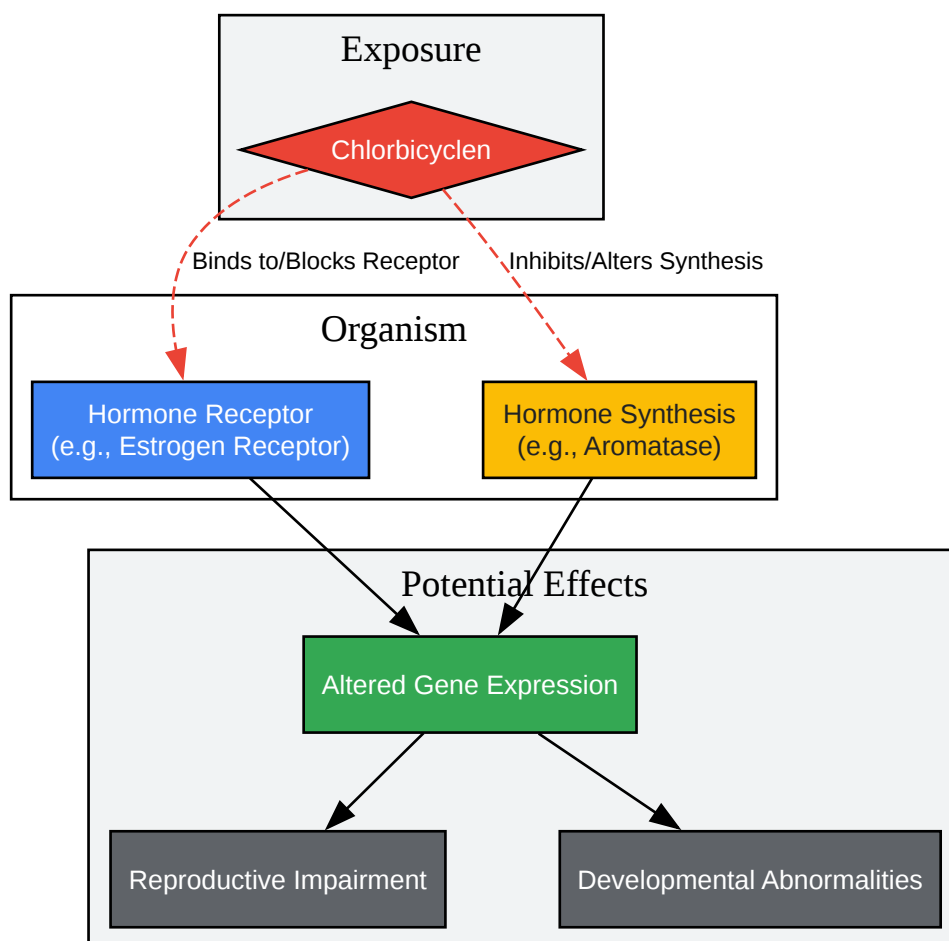 Exposure
Chlorbicyclen
Binds to/Blocks Receptor
Inhibits/Alters Synthesis
Organism
Hormone Receptor
(e.g., Estrogen Receptor)
Hormone Synthesis
(e.g., Aromatase)
Potential Effects
Altered Gene Expression
Reproductive Impairment
Developmental Abnormalities